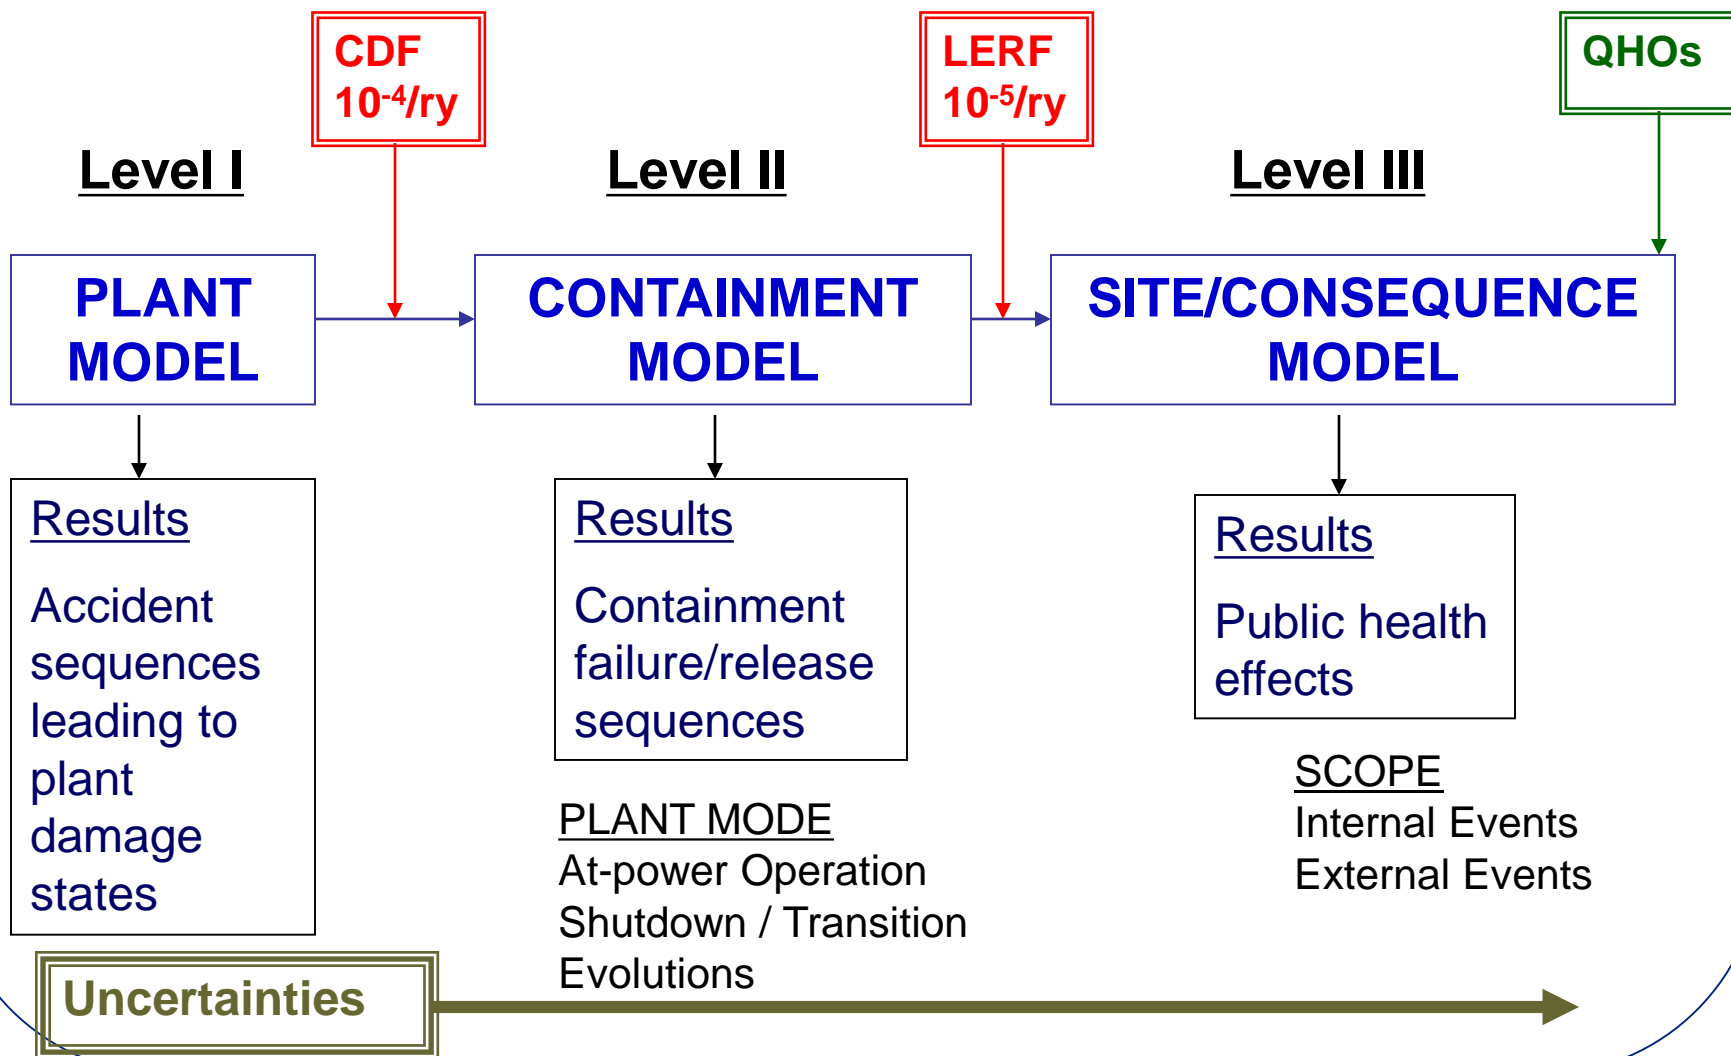 CDF
10⁻⁴/ry
LERF
10⁻⁵/ry
QHOs
Level I
Level II
Level III
PLANT
MODEL
CONTAINMENT
MODEL
SITE/CONSEQUENCE
MODEL
Results
Accident
sequences
leading to
plant
damage
states
Results
Containment
failure/release
sequences
Results
Public health
effects
PLANT MODE
At-power Operation
Shutdown / Transition
Evolutions
SCOPE
Internal Events
External Events
Uncertainties